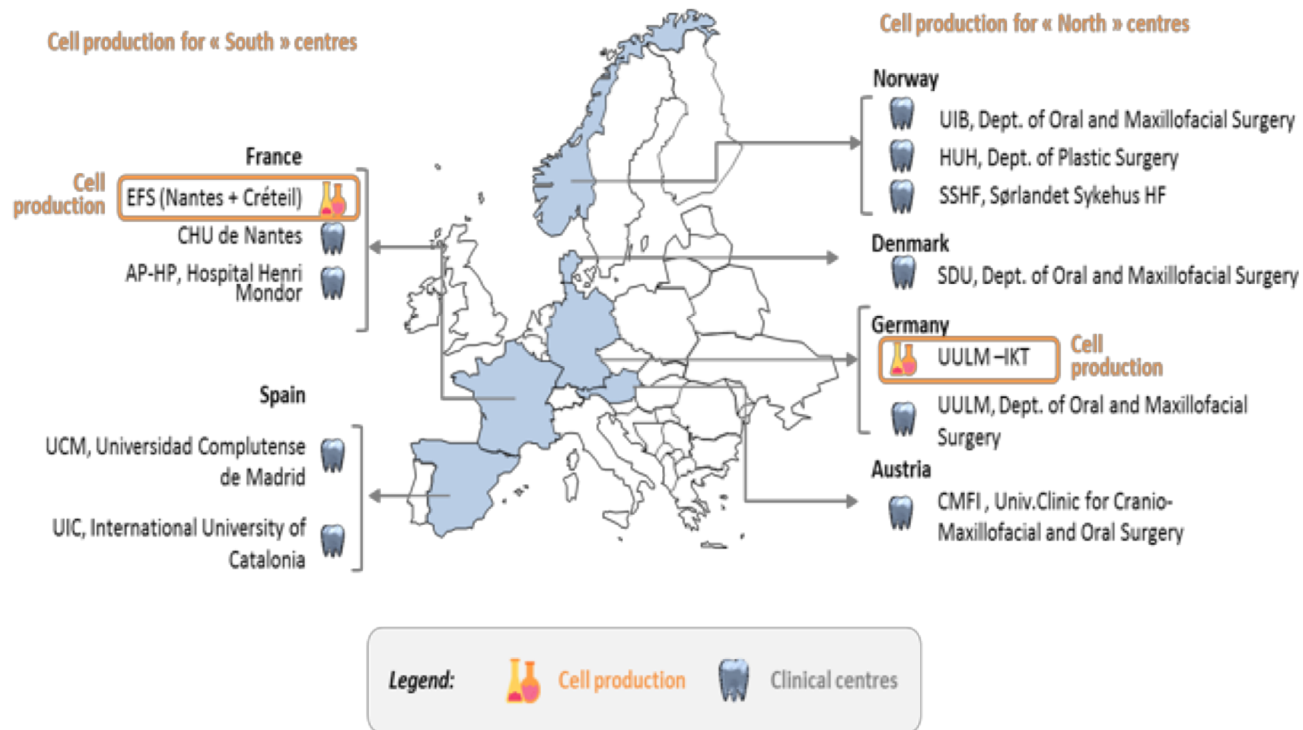 Cell production for « South » centres
Cell production for « North » centres
France
Cell
production
EFS (Nantes + Créteil)
CHU de Nantes
AP-HP, Hospital Henri
Mondor
Spain
UCM, Universidad Complutense
de Madrid
UIC, International University of
Catalonia
Norway
UIB, Dept. of Oral and Maxillofacial Surgery
HUH, Dept. of Plastic Surgery
SSHF, Sørlandet Sykehus HF
Denmark
SDU, Dept. of Oral and Maxillofacial Surgery
Germany
UULM –IKT
Cell
production
UULM, Dept. of Oral and Maxillofacial
Surgery
Austria
CMFI , Univ.Clinic for Cranio-
Maxillofacial and Oral Surgery
Legend:
Cell production
Clinical centres